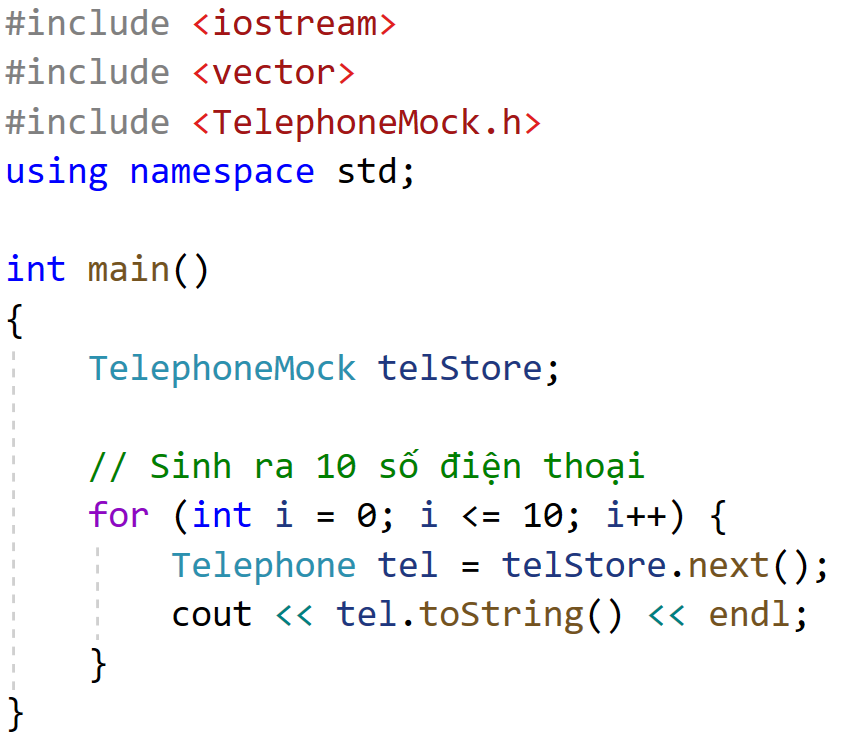 #include <iostream>
#include <vector>
#include <TelephoneMock.h>
using namespace std;
int main()
{
TelephoneMock telStore;
// Sinh ra 10 số điện thoại
for (int i = 0; i <= 10; i++) {
Telephone tel = telStore.next();
cout << tel.toString() << endl;
}
}